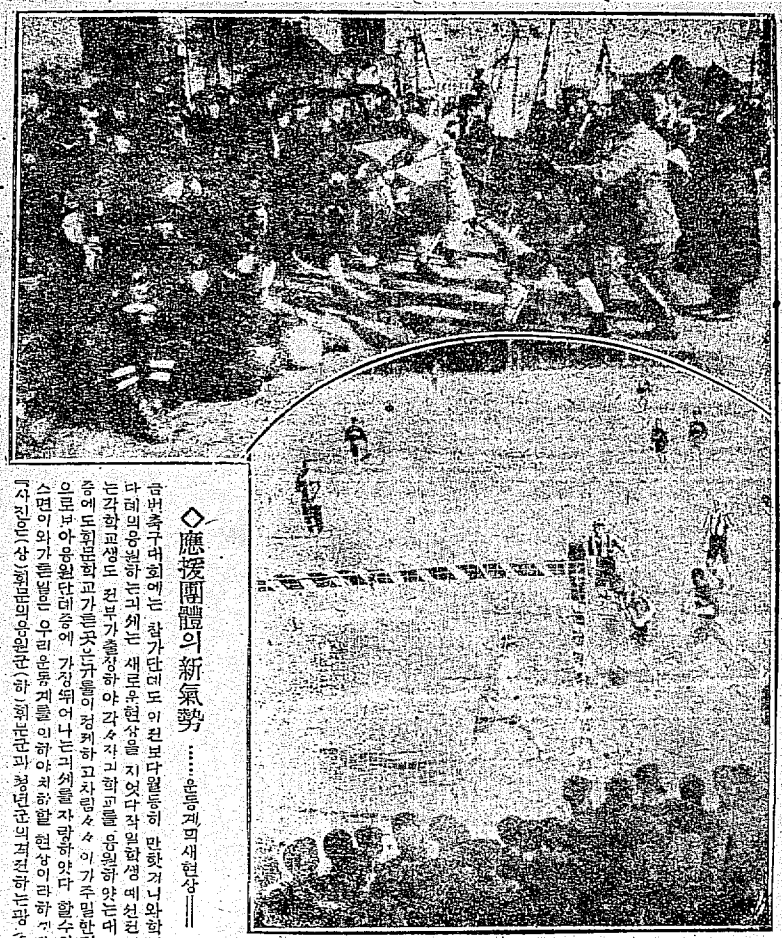 ◇應援團體의 新氣勢
……운동계의새현상――
금번축구대회에는 참가단데도 이전보다월등히 만핫거니와학
다톄의응원하는긔세는 새로운현상을 지엇다작일학생 예선전
는각학생도 전부가출장하야 각々자긔학교를 응원하얏는대
중에도휘문학교가튼곳은규률이정제하고차림々々이가주밀한
으로보아응원단데중에 가장뛰어나는긔세를자랑하얏다 할수
스면이와가튼일은 우리운동계를위하야치하할 현상이라하
(사진은상)휘문의응원군(하)휘문군과 청년군의격전하는광